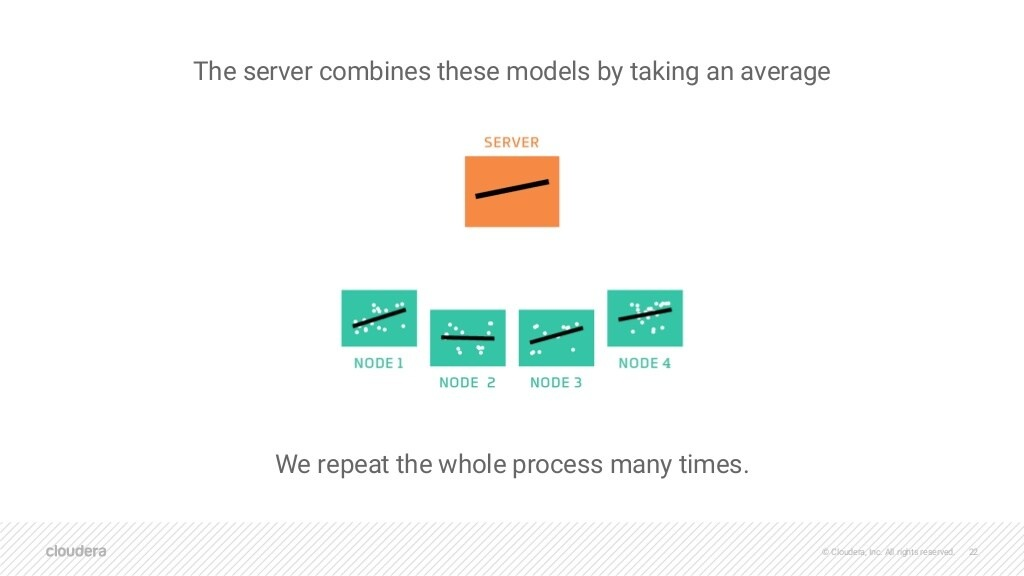 The server combines these models by taking an average
SERVER
NODE 1
NODE 2
NODE 3
NODE 4
We repeat the whole process many times.
cloudera
© Cloudera, Inc. All rights reserved. 22